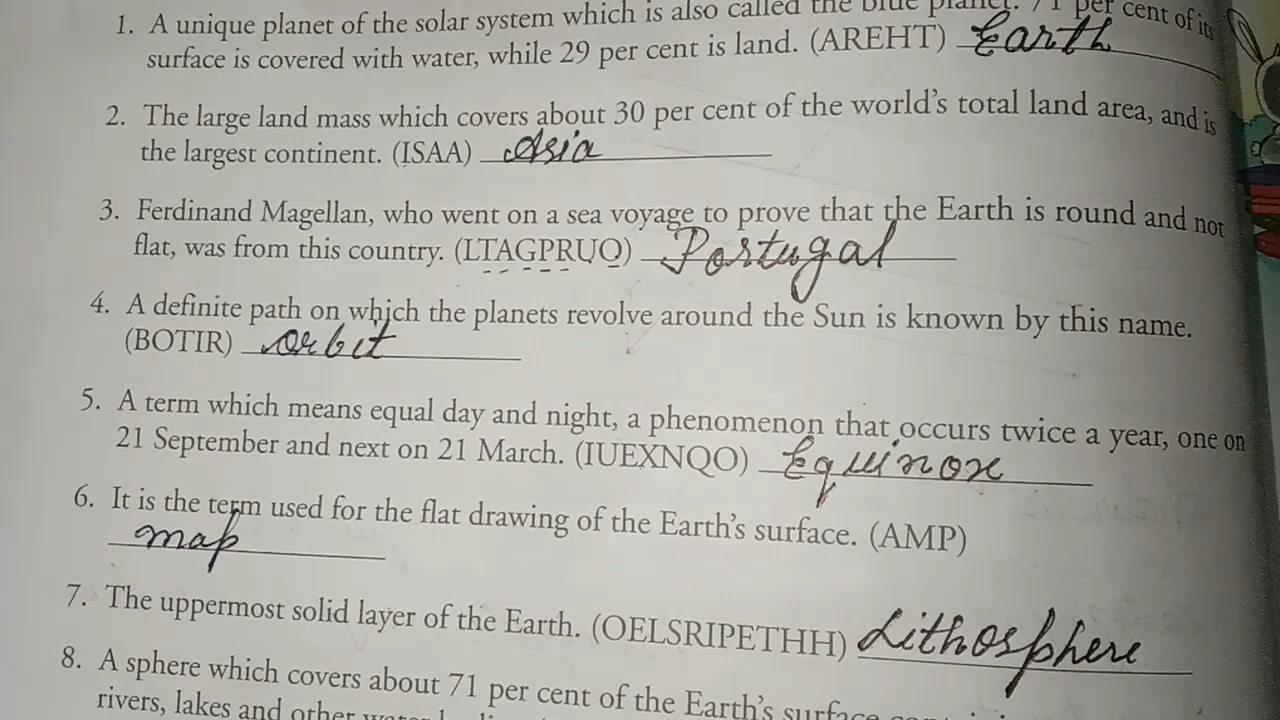 1. A unique planet of the solar system which is also called the blue planet. 71 per cent of its
surface is covered with water, while 29 per cent is land. (AREHT) Earth
2. The large land mass which covers about 30 per cent of the world's total land area, and is
the largest continent. (ISAA) Asia
3. Ferdinand Magellan, who went on a sea voyage to prove that the Earth is round and not
flat, was from this country. (LTAGPRUO) Portugal
4. A definite path on which the planets revolve around the Sun is known by this name.
(BOTIR) orbit
5. A term which means equal day and night, a phenomenon that occurs twice a year, one on
21 September and next on 21 March. (IUEXNQO) Equinox
6. It is the term used for the flat drawing of the Earth's surface. (AMP)
map
7. The uppermost solid layer of the Earth. (OELSRIPETHH) Lithosphere
8. A sphere which covers about 71 per cent of the Earth's surface
rivers, lakes and other